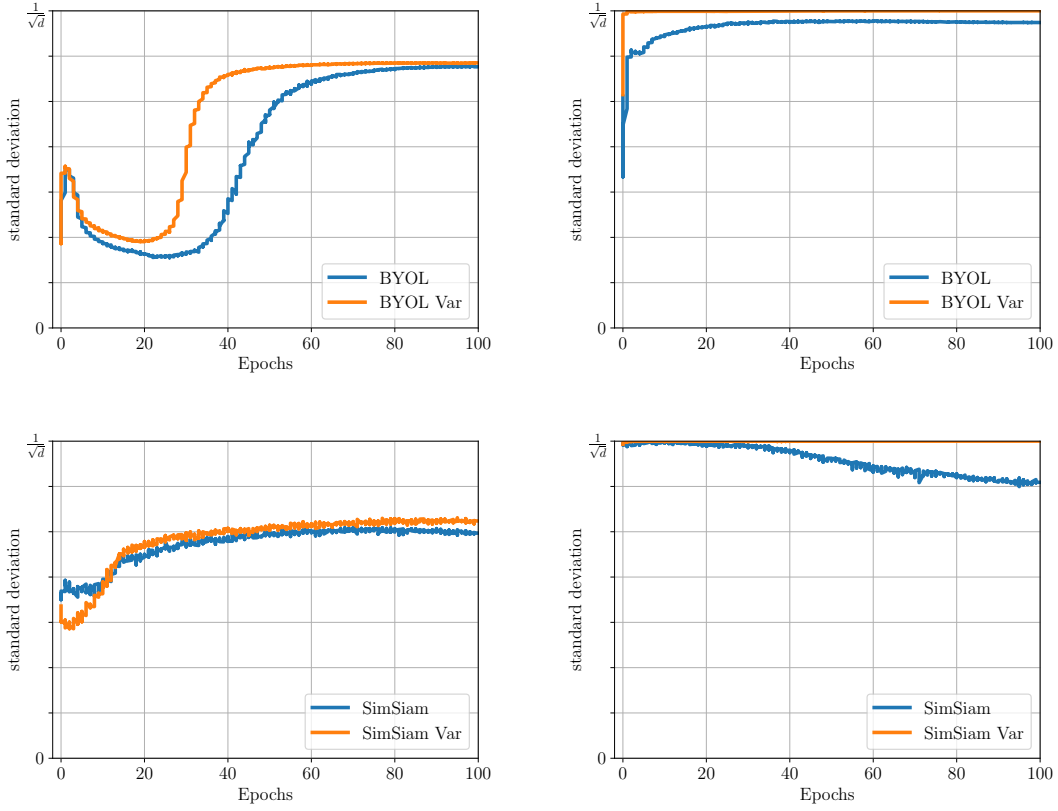 1/√d
standard deviation
0
0 20 40 60 80 100
Epochs
BYOL
BYOL Var
1/√d
standard deviation
0 20 40 60 80 100
Epochs
BYOL
BYOL Var
1/√d
standard deviation
0
0 20 40 60 80 100
Epochs
SimSiam
SimSiam Var
1/√d
standard deviation
0
0 20 40 60 80 100
Epochs
SimSiam
SimSiam Var